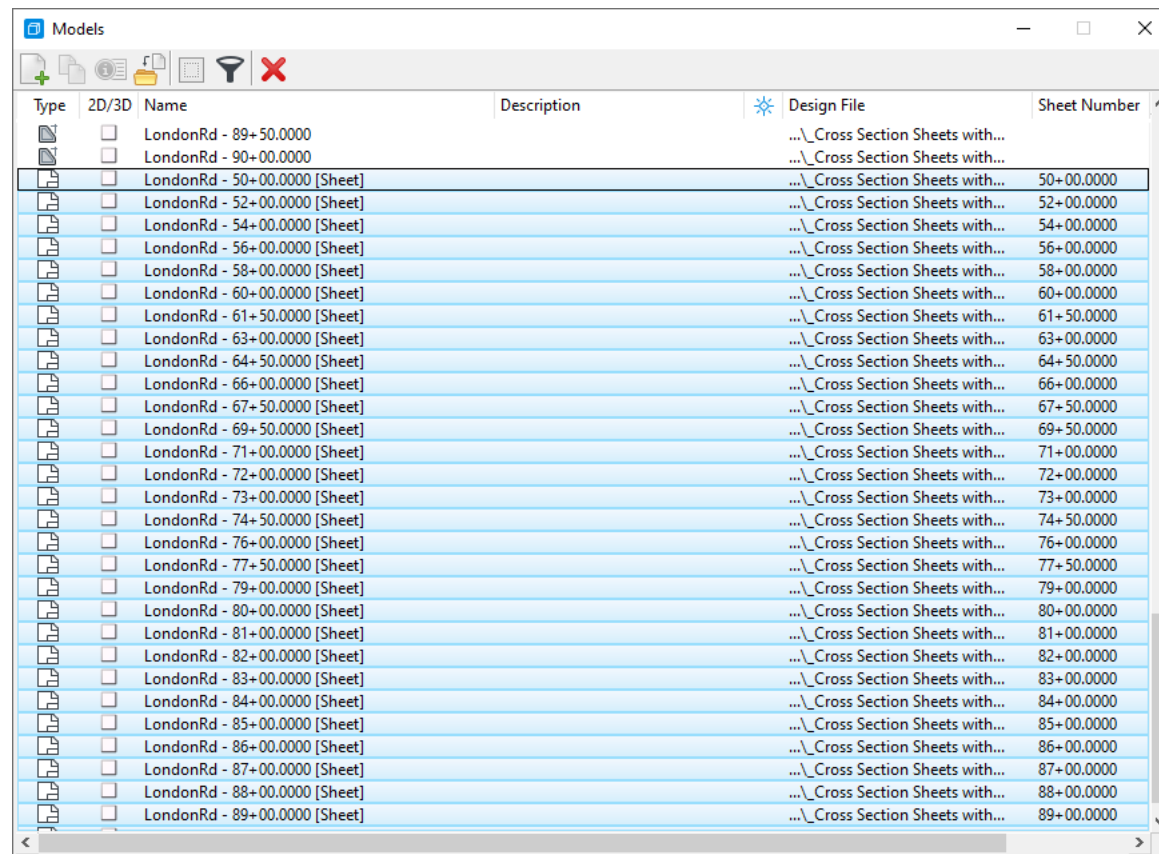 Models
Type 2D/3D Name Description Design File Sheet Number
LondonRd - 89+50.0000 ...\_Cross Section Sheets with...
LondonRd - 90+00.0000 ...\_Cross Section Sheets with...
LondonRd - 50+00.0000 [Sheet] ...\_Cross Section Sheets with... 50+00.0000
LondonRd - 52+00.0000 [Sheet] ...\_Cross Section Sheets with... 52+00.0000
LondonRd - 54+00.0000 [Sheet] ...\_Cross Section Sheets with... 54+00.0000
LondonRd - 56+00.0000 [Sheet] ...\_Cross Section Sheets with... 56+00.0000
LondonRd - 58+00.0000 [Sheet] ...\_Cross Section Sheets with... 58+00.0000
LondonRd - 60+00.0000 [Sheet] ...\_Cross Section Sheets with... 60+00.0000
LondonRd - 61+50.0000 [Sheet] ...\_Cross Section Sheets with... 61+50.0000
LondonRd - 63+00.0000 [Sheet] ...\_Cross Section Sheets with... 63+00.0000
LondonRd - 64+50.0000 [Sheet] ...\_Cross Section Sheets with... 64+50.0000
LondonRd - 66+00.0000 [Sheet] ...\_Cross Section Sheets with... 66+00.0000
LondonRd - 67+50.0000 [Sheet] ...\_Cross Section Sheets with... 67+50.0000
LondonRd - 69+50.0000 [Sheet] ...\_Cross Section Sheets with... 69+50.0000
LondonRd - 71+00.0000 [Sheet] ...\_Cross Section Sheets with... 71+00.0000
LondonRd - 72+00.0000 [Sheet] ...\_Cross Section Sheets with... 72+00.0000
LondonRd - 73+00.0000 [Sheet] ...\_Cross Section Sheets with... 73+00.0000
LondonRd - 74+50.0000 [Sheet] ...\_Cross Section Sheets with... 74+50.0000
LondonRd - 76+00.0000 [Sheet] ...\_Cross Section Sheets with... 76+00.0000
LondonRd - 77+50.0000 [Sheet] ...\_Cross Section Sheets with... 77+50.0000
LondonRd - 79+00.0000 [Sheet] ...\_Cross Section Sheets with... 79+00.0000
LondonRd - 80+00.0000 [Sheet] ...\_Cross Section Sheets with... 80+00.0000
LondonRd - 81+00.0000 [Sheet] ...\_Cross Section Sheets with... 81+00.0000
LondonRd - 82+00.0000 [Sheet] ...\_Cross Section Sheets with... 82+00.0000
LondonRd - 83+00.0000 [Sheet] ...\_Cross Section Sheets with... 83+00.0000
LondonRd - 84+00.0000 [Sheet] ...\_Cross Section Sheets with... 84+00.0000
LondonRd - 85+00.0000 [Sheet] ...\_Cross Section Sheets with... 85+00.0000
LondonRd - 86+00.0000 [Sheet] ...\_Cross Section Sheets with... 86+00.0000
LondonRd - 87+00.0000 [Sheet] ...\_Cross Section Sheets with... 87+00.0000
LondonRd - 88+00.0000 [Sheet] ...\_Cross Section Sheets with... 88+00.0000
LondonRd - 89+00.0000 [Sheet] ...\_Cross Section Sheets with... 89+00.0000